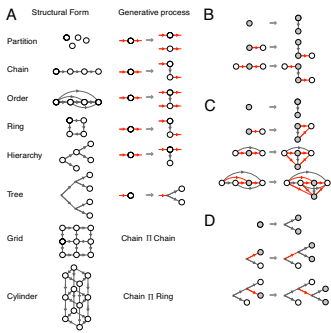 A
Structural Form Generative process
Partition
Chain
Order
Ring
Hierarchy
Tree
Grid Chain Π Chain
Cylinder Chain Π Ring
B
C
D